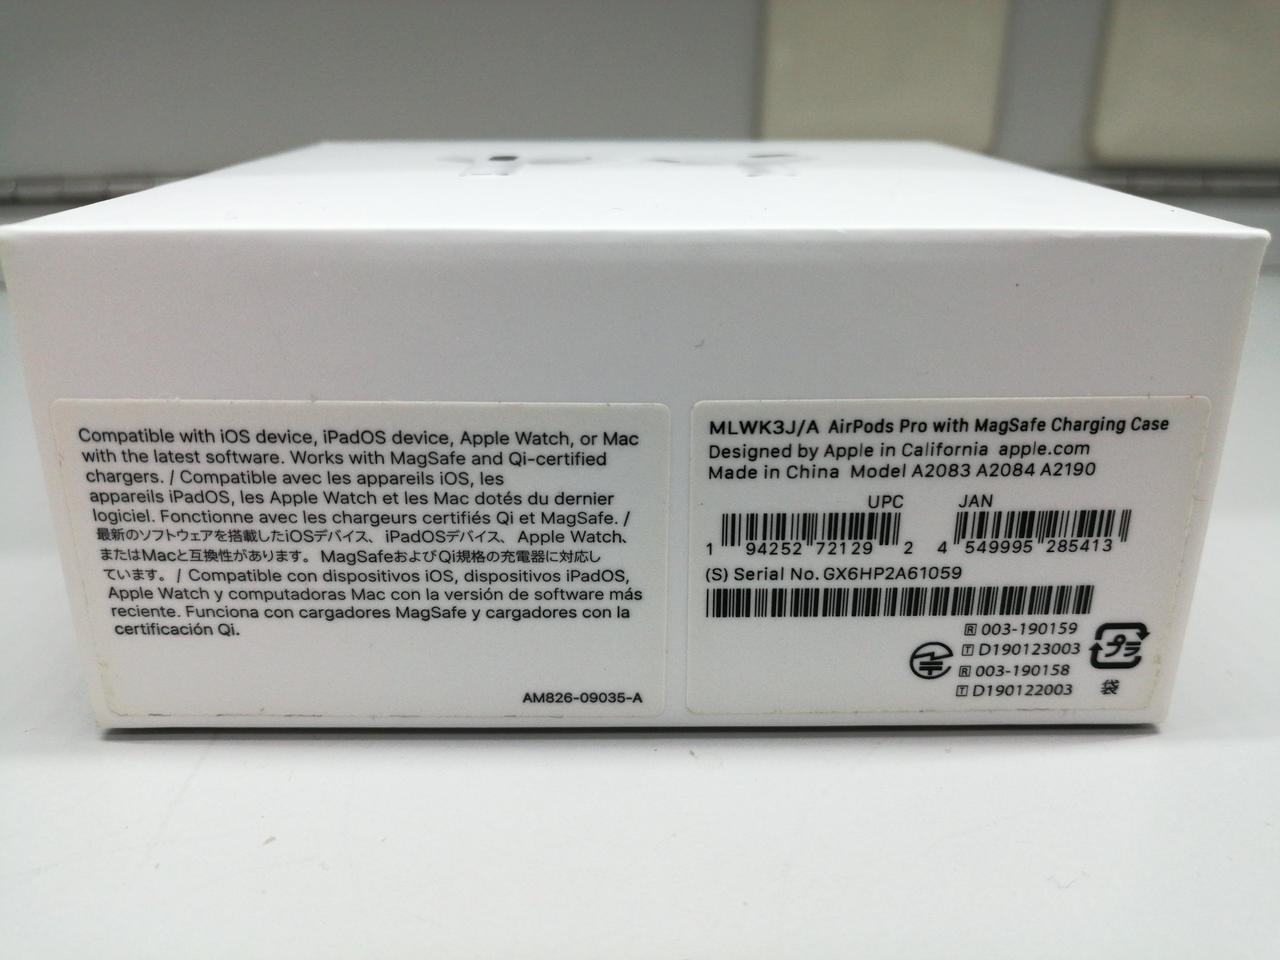 Compatible with iOS device, iPadOS device, Apple Watch, or Mac
with the latest software. Works with MagSafe and Qi-certified
chargers. / Compatible avec les appareils iOS, les
appareils iPadOS, les Apple Watch et les Mac dotés du dernier
logiciel. Fonctionne avec les chargeurs certifiés Qi et MagSafe. /
最新のソフトウェアを搭載したiOSデバイス、iPadOSデバイス、Apple Watch、
またはMacと互換性があります。MagSafeおよびQi規格の充電器に対応し
ています。/ Compatible con dispositivos iOS, dispositivos iPadOS,
Apple Watch y computadoras Mac con la versión de software más
reciente. Funciona con cargadores MagSafe y cargadores con la
certificación Qi.
AM826-09035-A
MLWK3J/A AirPods Pro with MagSafe Charging Case
Designed by Apple in California apple.com
Made in China Model A2083 A2084 A2190
UPC JAN
1 94252 72129 2 4 549995 285413
(S) Serial No. GX6HP2A61059
R 003-190159
T D190123003
R 003-190158
T D190122003
プラ
袋